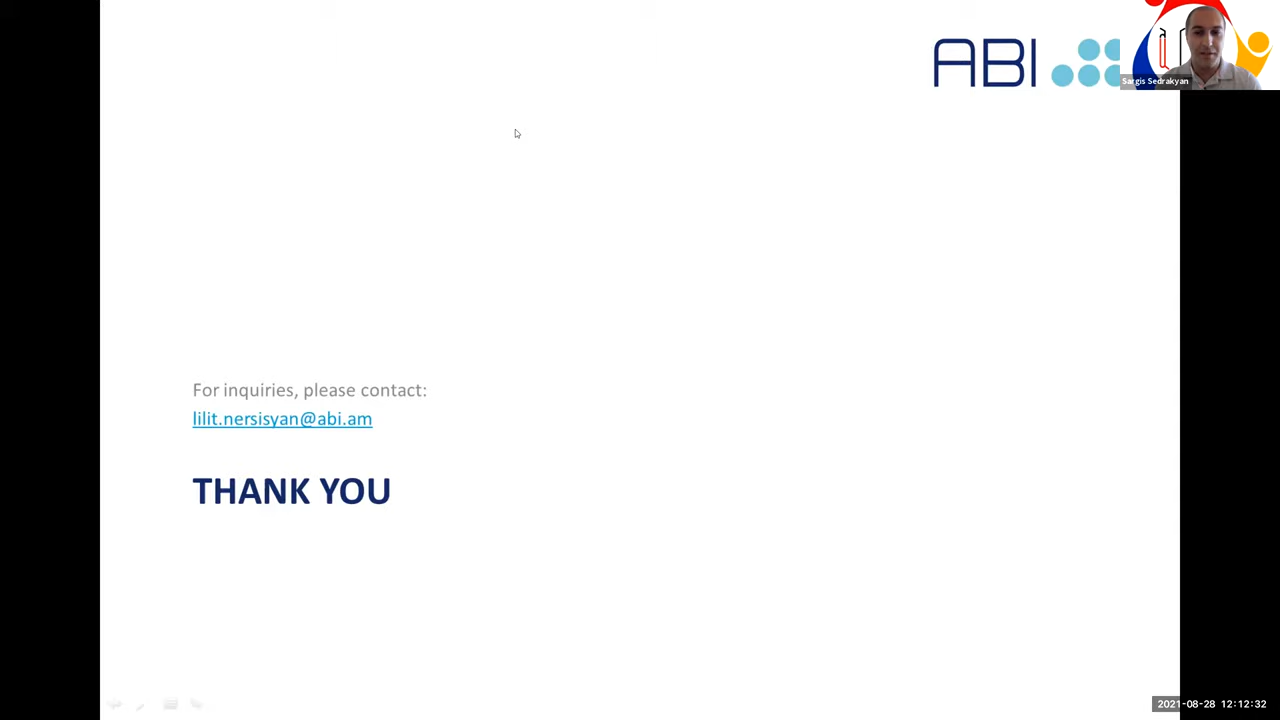 ABI
Sargis Sedrakyan
For inquiries, please contact:
lilit.nersisyan@abi.am
THANK YOU
2021-08-28 12:12:32